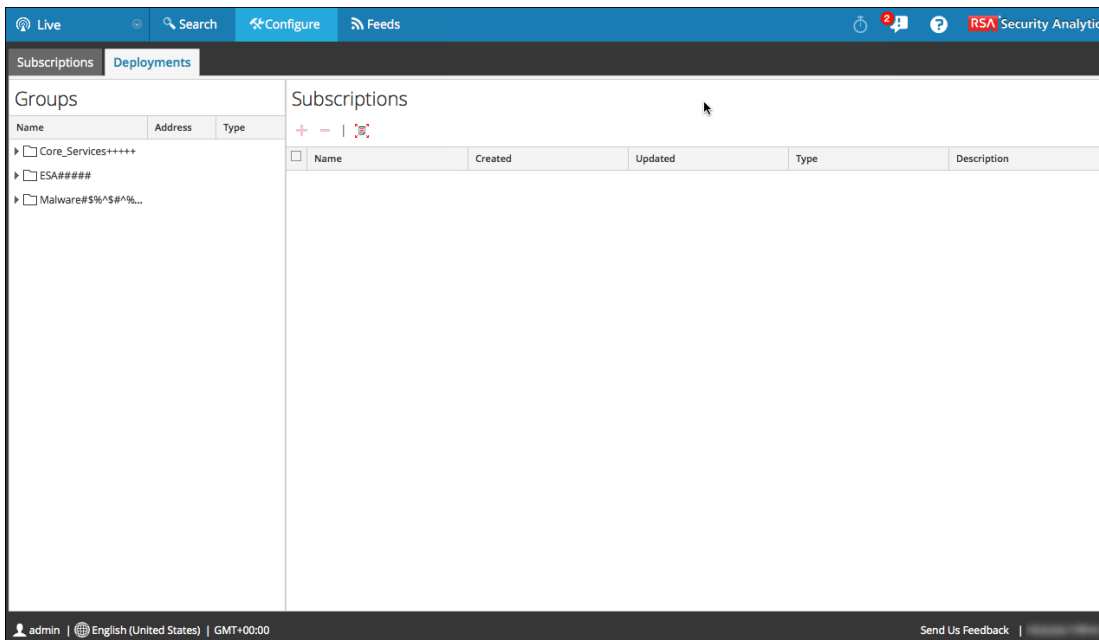 Live Search Configure Feeds 2 ? RSA Security Analytic
Subscriptions Deployments
Groups
Name Address Type
Core_Services+++++
ESA#####
Malware#$%^$#^%...
Subscriptions
Name Created Updated Type Description
admin | English (United States) | GMT+00:00 Send Us Feedback |